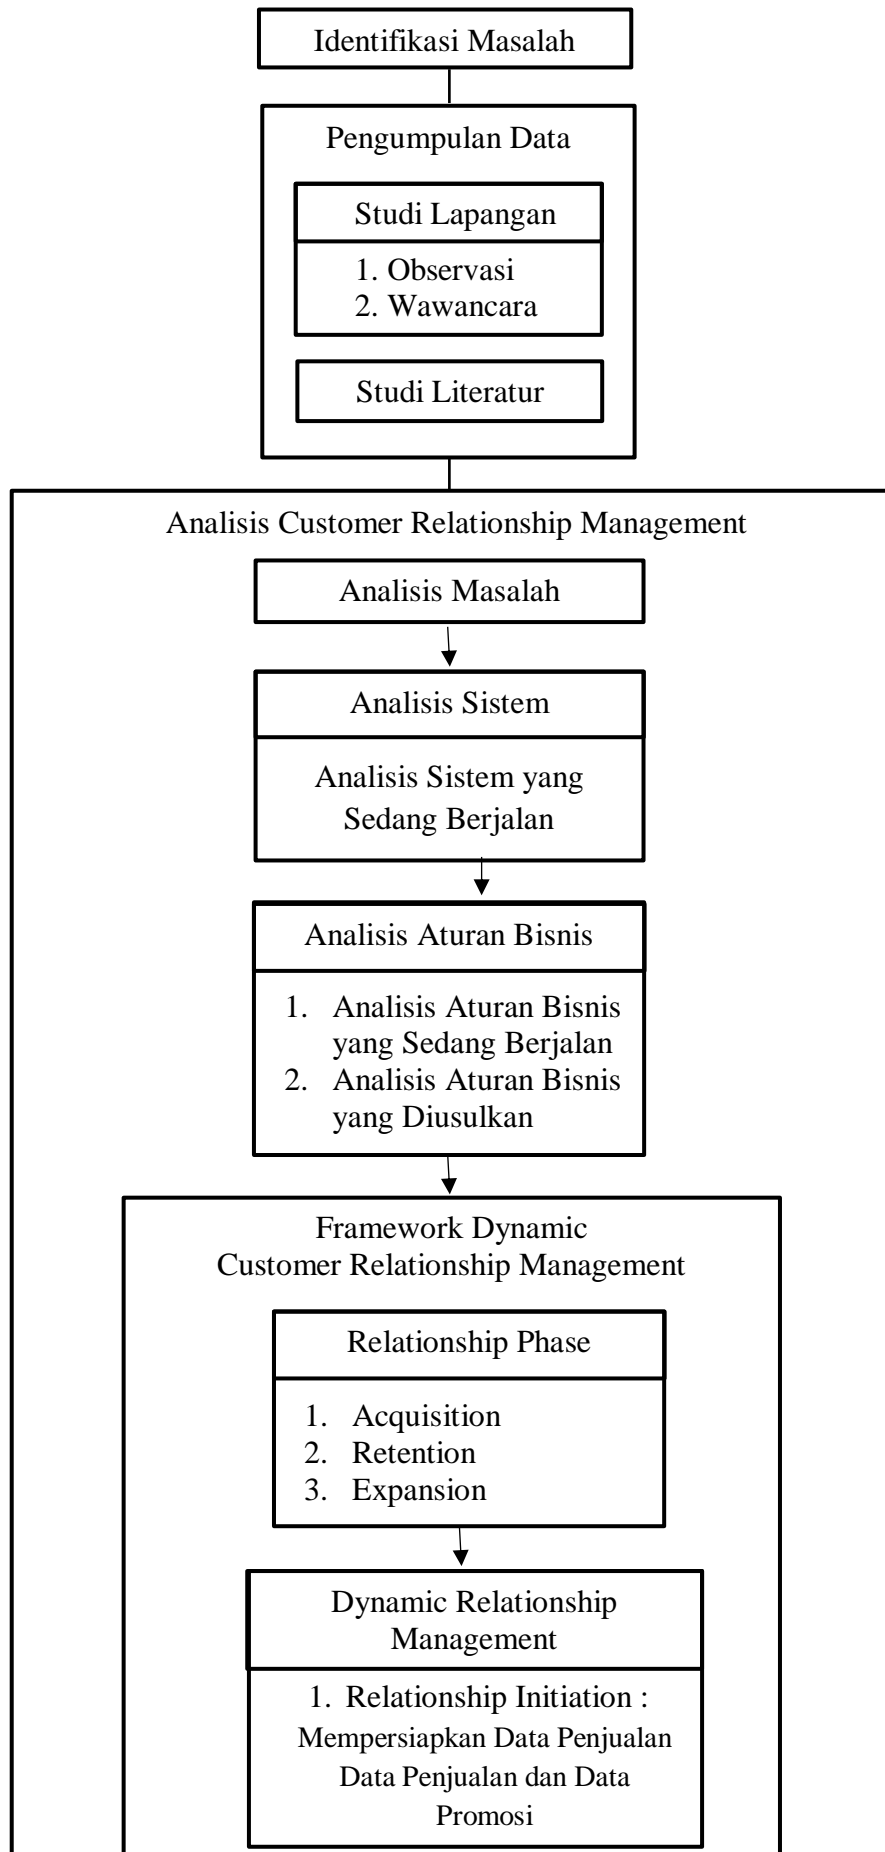 Identifikasi Masalah
Pengumpulan Data
Studi Lapangan
1. Observasi
2. Wawancara
Studi Literatur
Analisis Customer Relationship Management
Analisis Masalah
Analisis Sistem
Analisis Sistem yang
Sedang Berjalan
Analisis Aturan Bisnis
1. Analisis Aturan Bisnis
yang Sedang Berjalan
2. Analisis Aturan Bisnis
yang Diusulkan
Framework Dynamic
Customer Relationship Management
Relationship Phase
1. Acquisition
2. Retention
3. Expansion
Dynamic Relationship
Management
1. Relationship Initiation :
Mempersiapkan Data Penjualan
Data Penjualan dan Data
Promosi